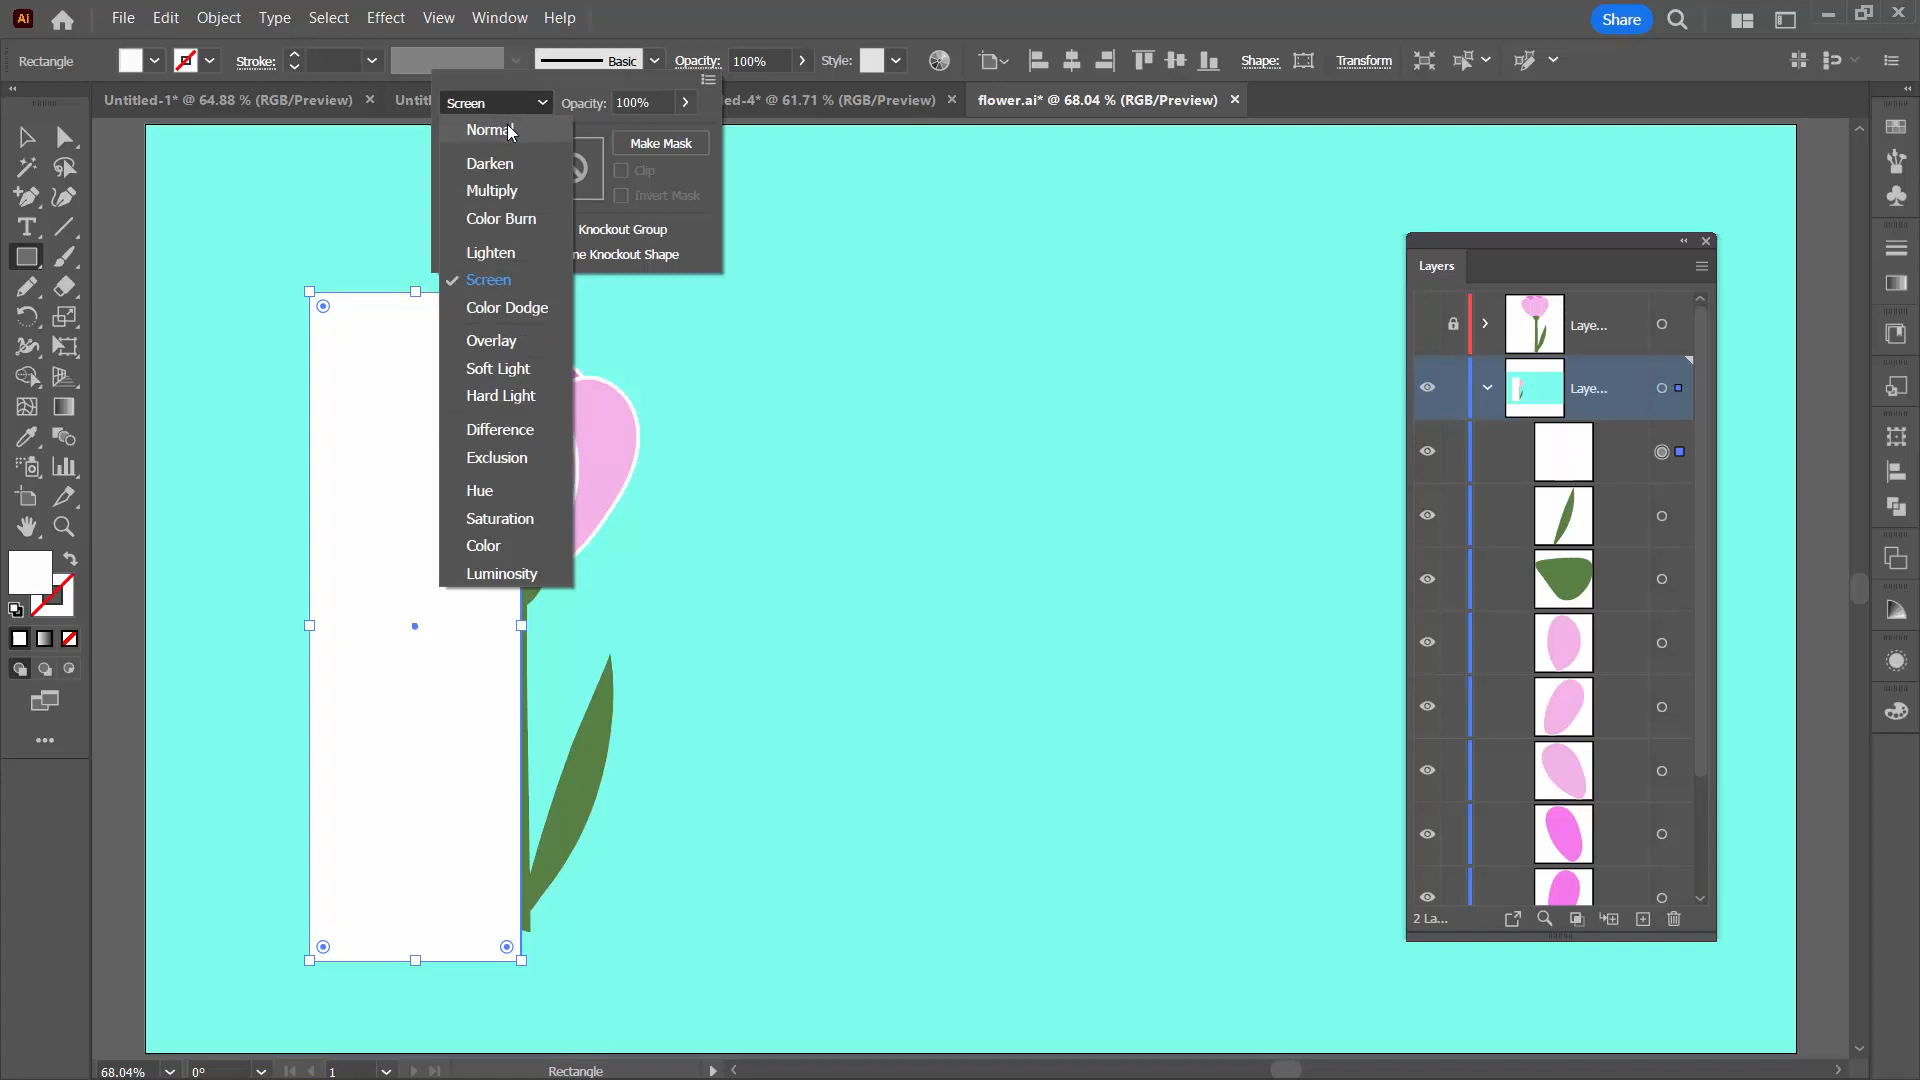 Ai File Edit Object Type Select Effect View Window Help Share
Rectangle Stroke: Basic Opacity: 100% Style: Shape: Transform
Untitled-1* @ 64.88 % (RGB/Preview) × Unt ed-4* @ 61.71 % (RGB/Preview) × flower.ai* @ 68.04 % (RGB/Preview) ×
Screen Opacity: 100%
Normal
Make Mask
Darken
Clip
Multiply
Invert Mask
Color Burn
Knockout Group
Lighten
ne Knockout Shape
Screen
Color Dodge
Overlay
Soft Light
Hard Light
Difference
Exclusion
Hue
Saturation
Color
Luminosity
Layers
Laye...
Laye...
2 La...
68.04% 0° 1 Rectangle